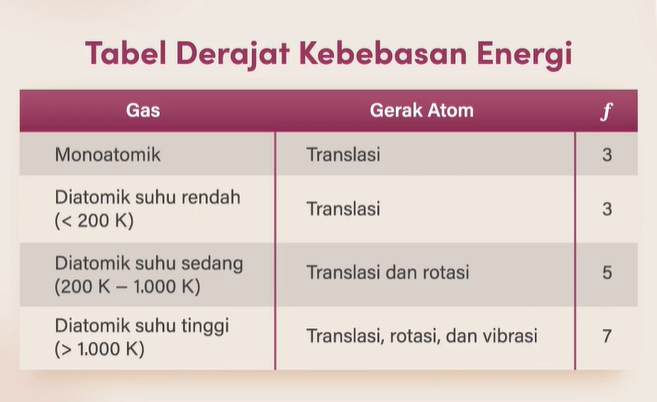 Tabel Derajat Kebebasan Energi
Gas Gerak Atom f
Monoatomik Translasi 3
Diatomik suhu rendah
(< 200 K) Translasi 3
Diatomik suhu sedang
(200 K – 1.000 K) Translasi dan rotasi 5
Diatomik suhu tinggi
(> 1.000 K) Translasi, rotasi, dan vibrasi 7